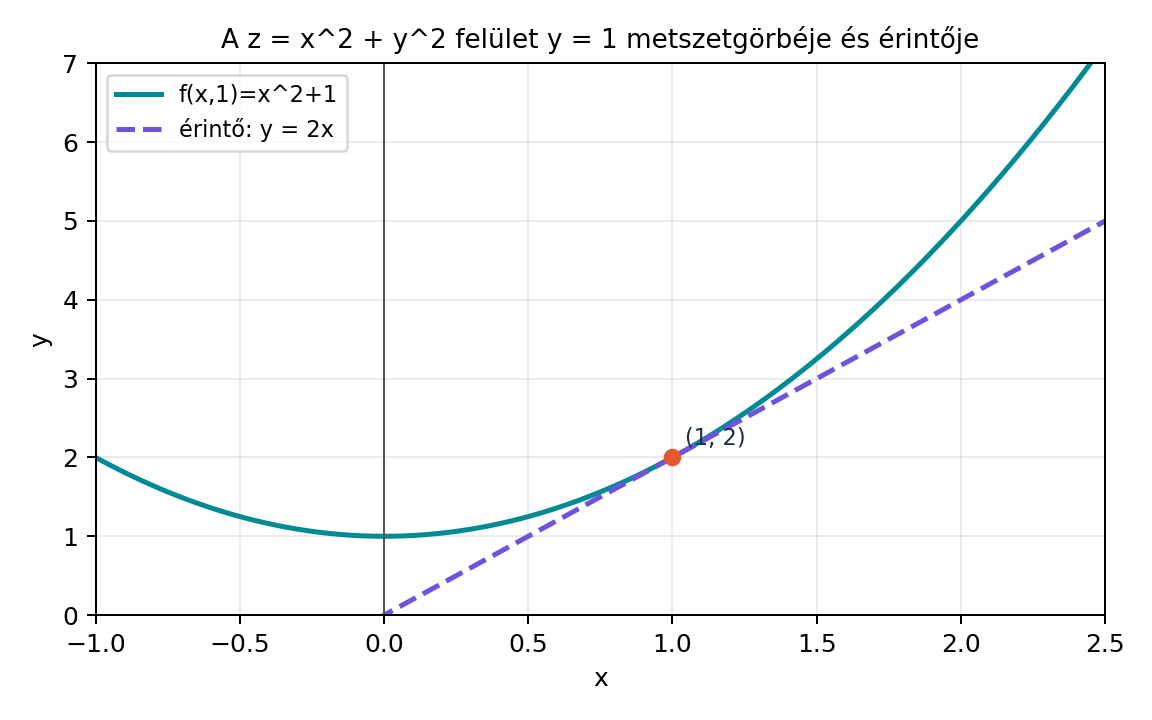 A z = x^2 + y^2 felület y = 1 metszetgörbéje és érintője
f(x,1)=x^2+1
érintő: y = 2x
7
6
5
4
3
2
1
0
y
(1, 2)
−1.0 −0.5 0.0 0.5 1.0 1.5 2.0 2.5
x